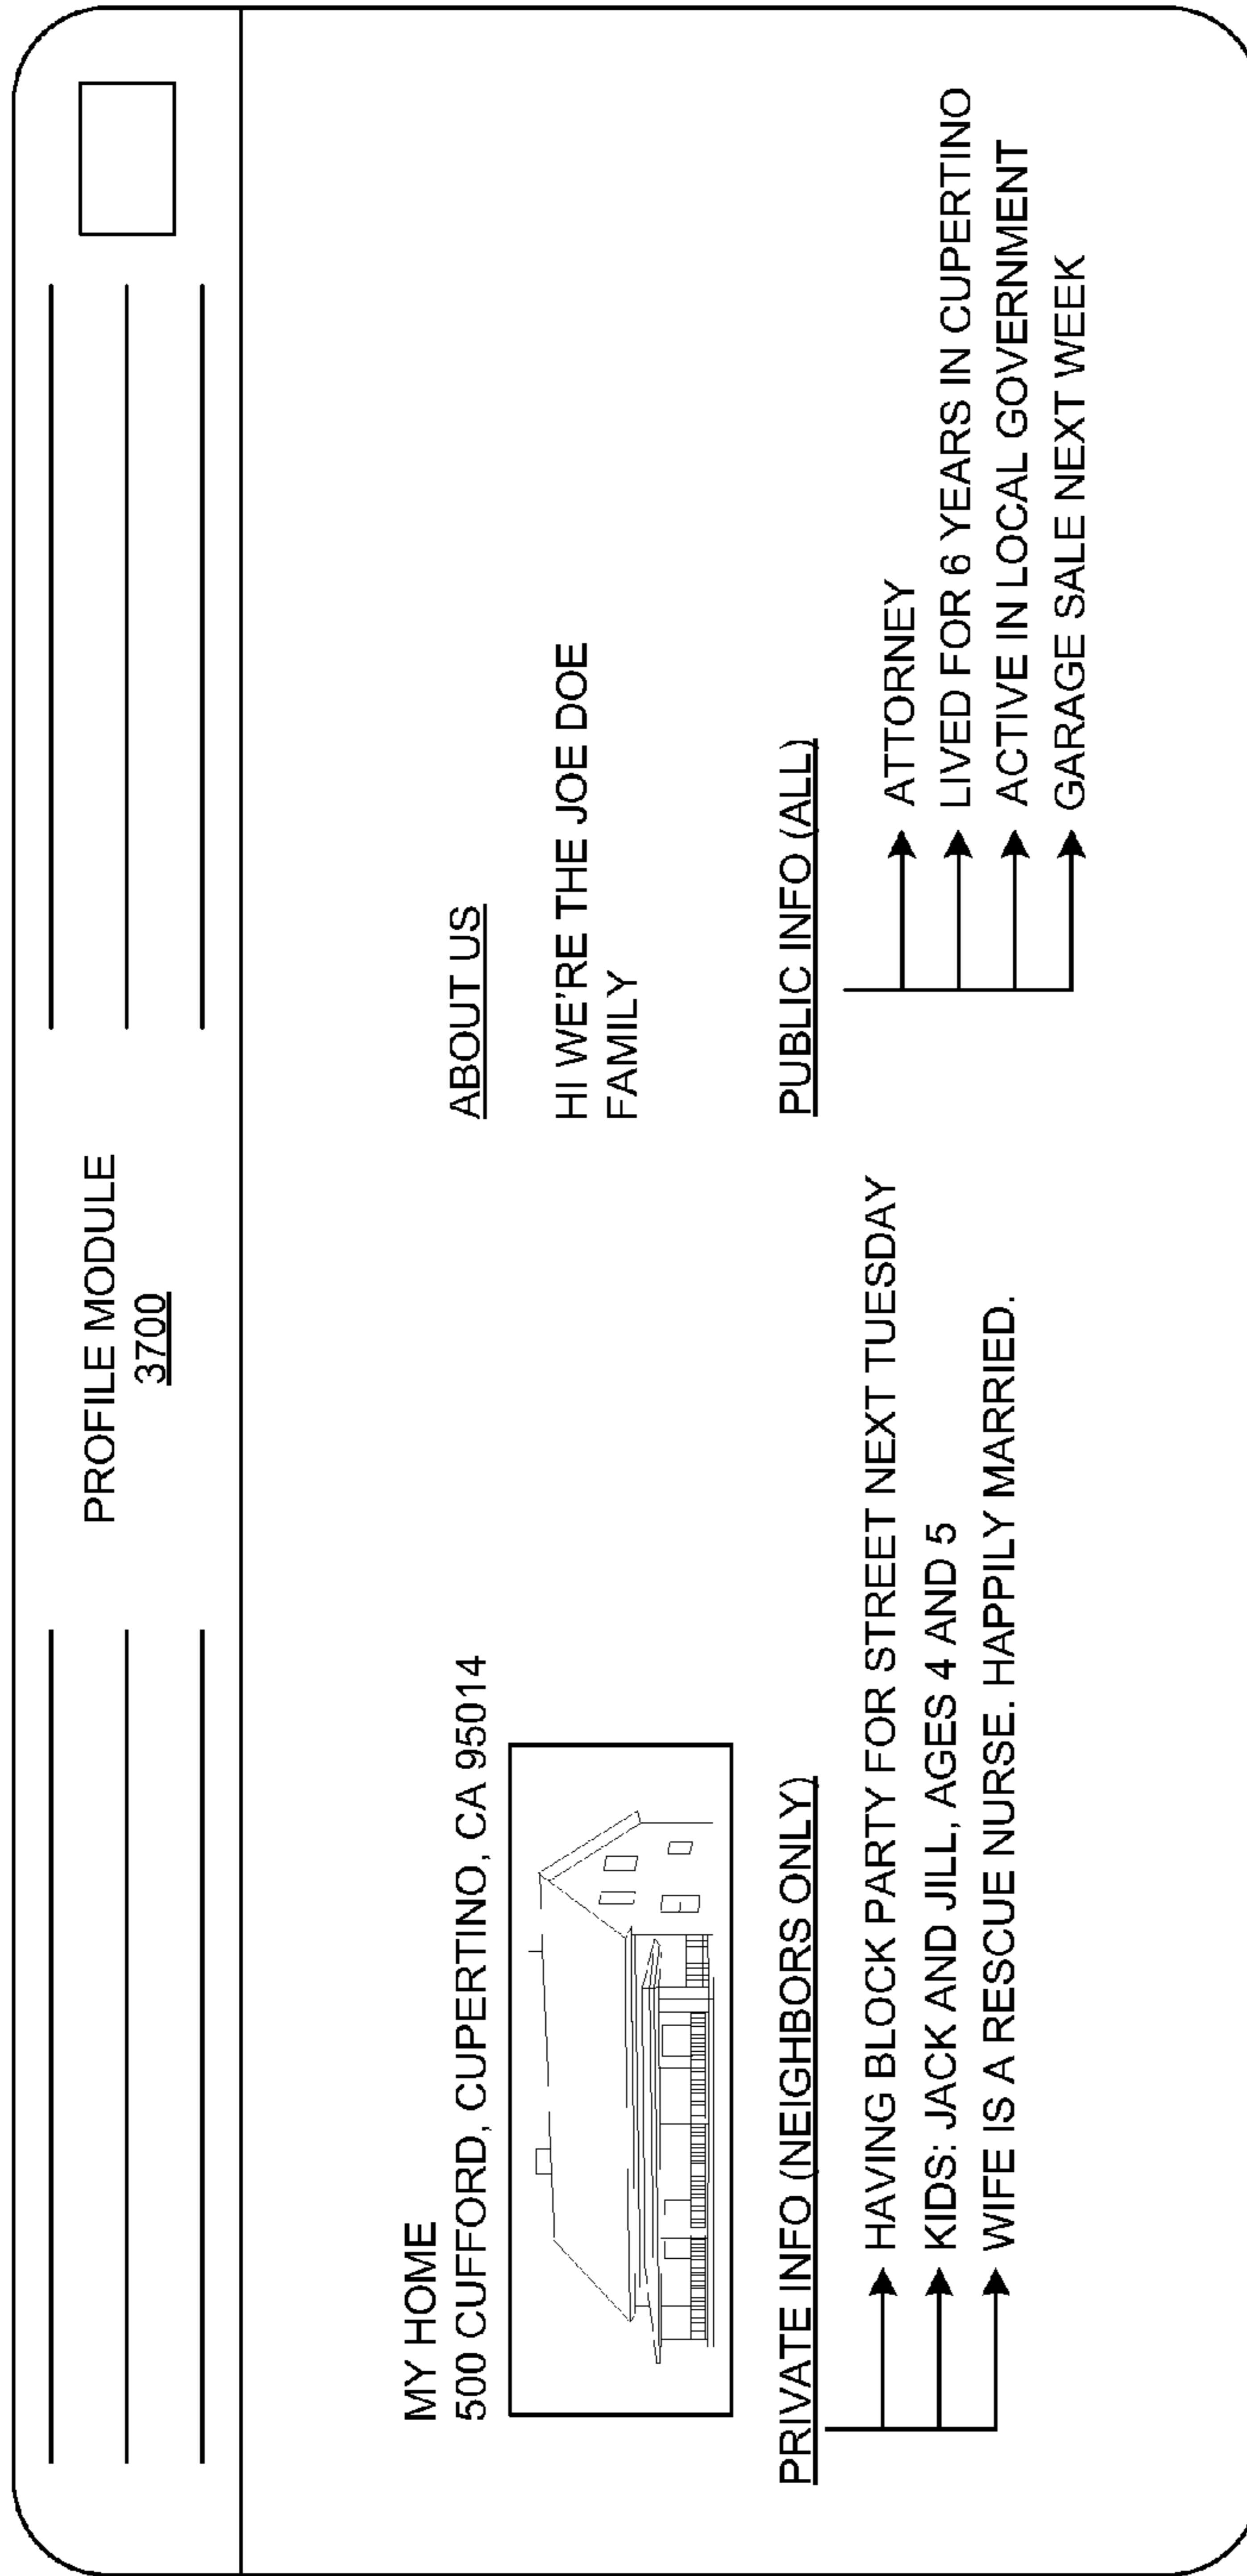 PROFILE MODULE
3700
MY HOME
500 CUFFORD, CUPERTINO, CA 95014
ABOUT US
HI WE'RE THE JOE DOE
FAMILY
PRIVATE INFO (NEIGHBORS ONLY)
HAVING BLOCK PARTY FOR STREET NEXT TUESDAY
KIDS: JACK AND JILL, AGES 4 AND 5
WIFE IS A RESCUE NURSE. HAPPILY MARRIED.
PUBLIC INFO (ALL)
ATTORNEY
LIVED FOR 6 YEARS IN CUPERTINO
ACTIVE IN LOCAL GOVERNMENT
GARAGE SALE NEXT WEEK